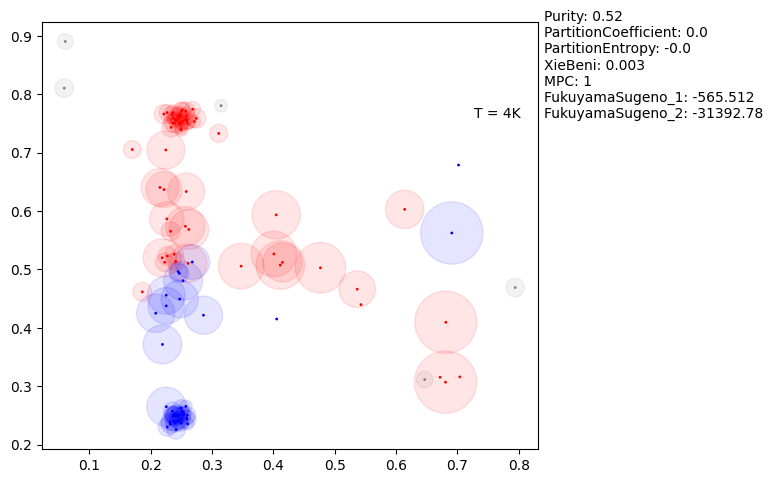 Purity: 0.52
PartitionCoefficient: 0.0
PartitionEntropy: -0.0
XieBeni: 0.003
MPC: 1
FukuyamaSugeno_1: -565.512
FukuyamaSugeno_2: -31392.78
T = 4K
0.9
0.8
0.7
0.6
0.5
0.4
0.3
0.2
0.1 0.2 0.3 0.4 0.5 0.6 0.7 0.8